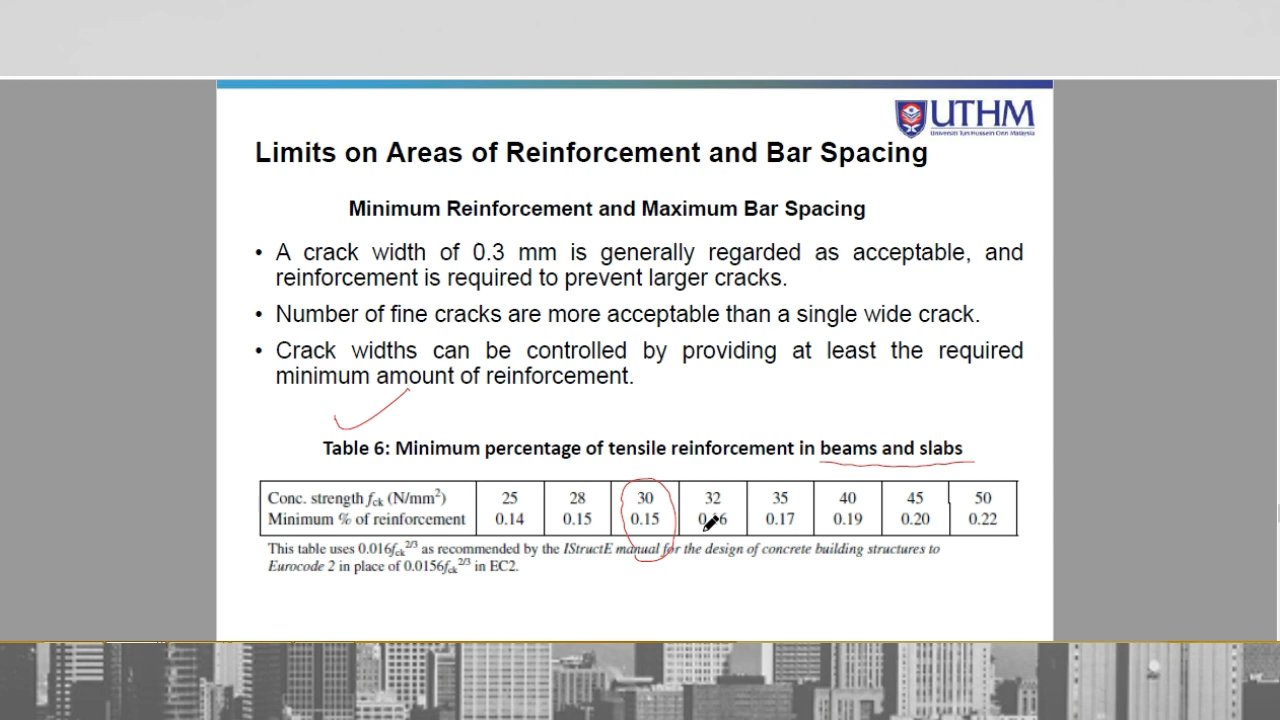 UTHM
Universiti Tun Hussein Onn Malaysia
Limits on Areas of Reinforcement and Bar Spacing
Minimum Reinforcement and Maximum Bar Spacing
• A crack width of 0.3 mm is generally regarded as acceptable, and
reinforcement is required to prevent larger cracks.
• Number of fine cracks are more acceptable than a single wide crack.
• Crack widths can be controlled by providing at least the required
minimum amount of reinforcement.
Table 6: Minimum percentage of tensile reinforcement in beams and slabs
Conc. strength fck (N/mm²) 25 28 30 32 35 40 45 50
Minimum % of reinforcement 0.14 0.15 0.15 0.16 0.17 0.19 0.20 0.22
This table uses 0.016fck^2/3 as recommended by the IStructE manual for the design of concrete building structures to
Eurocode 2 in place of 0.0156fck^2/3 in EC2.